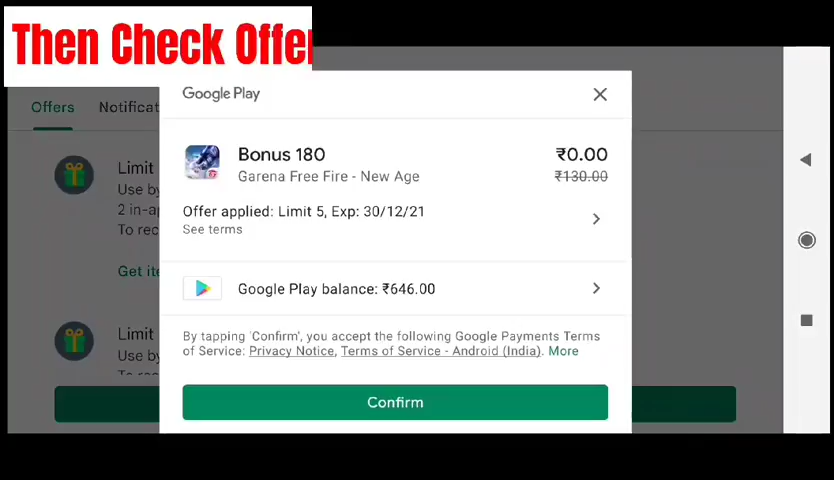 Then Check Offer
Google Play
Offers Notificat
Bonus 180 ₹0.00
Garena Free Fire - New Age ₹130.00
Limit
Use by
2 in-ap
To rec
Offer applied: Limit 5, Exp: 30/12/21
See terms
Get ite
Google Play balance: ₹646.00
Limit
Use by
By tapping 'Confirm', you accept the following Google Payments Terms
of Service: Privacy Notice, Terms of Service - Android (India). More
Confirm